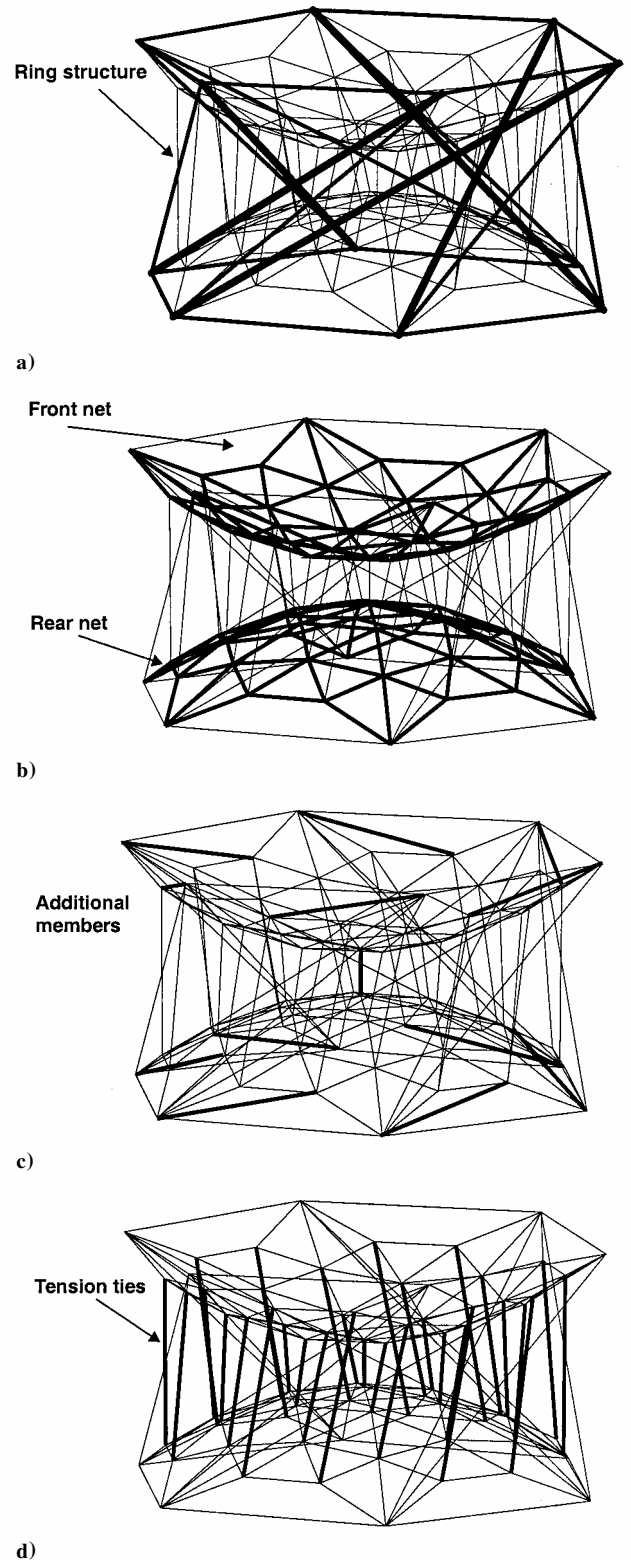 Ring structure
a)
Front net
Rear net
b)
Additional
members
c)
Tension ties
d)